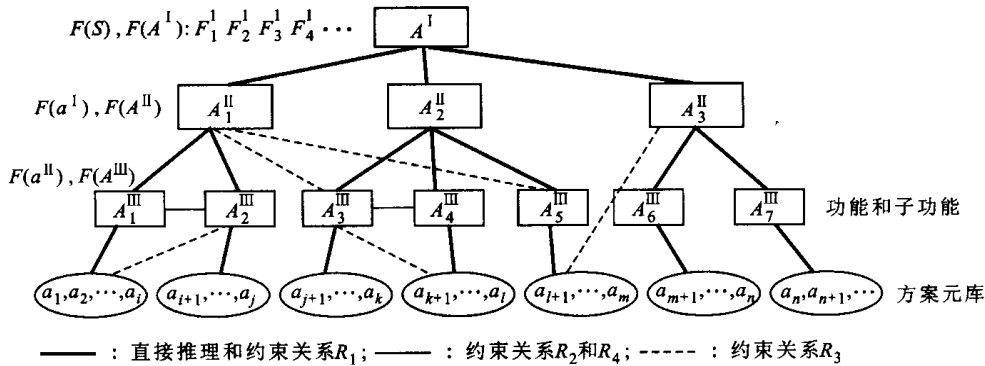 F(S),F(A^Ⅰ):F_1^1 F_2^1 F_3^1 F_4^1 ··· A^Ⅰ
F(a^Ⅰ),F(A^Ⅱ) A_1^Ⅱ A_2^Ⅱ A_3^Ⅱ
F(a^Ⅱ),F(A^Ⅲ)
A_1^Ⅲ A_2^Ⅲ A_3^Ⅲ A_4^Ⅲ A_5^Ⅲ A_6^Ⅲ A_7^Ⅲ 功能和子功能
a_1,a_2,···,a_i a_{i+1},···,a_j a_{j+1},···,a_k a_{k+1},···,a_l a_{l+1},···,a_m a_{m+1},···,a_n a_n,a_{n+1},··· 方案元库
：直接推理和约束关系R_1； ：约束关系R_2和R_4； ：约束关系R_3